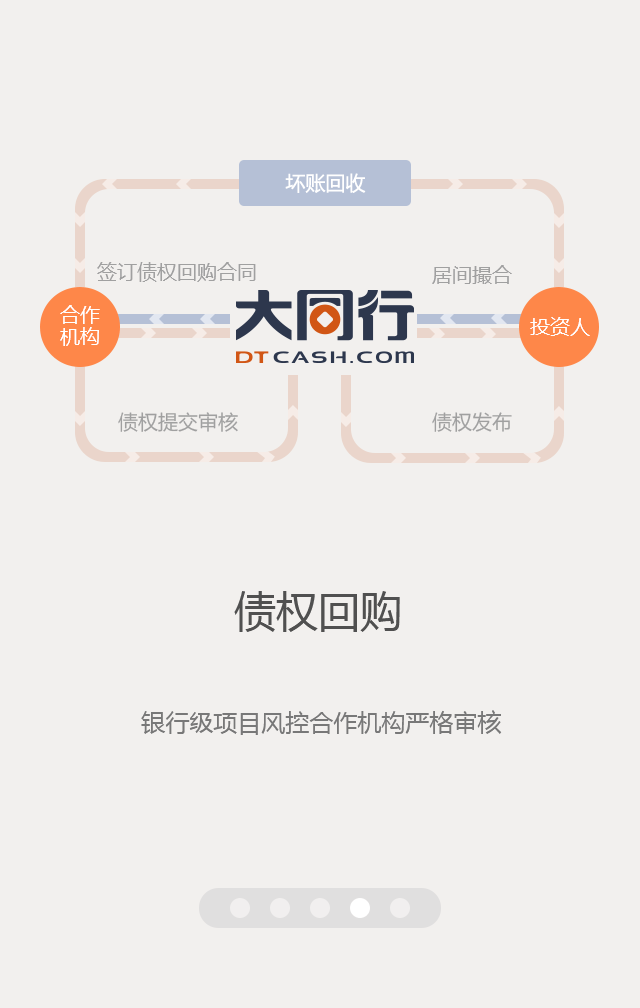 坏账回收
签订债权回购合同
居间撮合
合作
机构
大同行
DTCASH.COM
投资人
债权提交审核
债权发布
债权回购
银行级项目风控合作机构严格审核